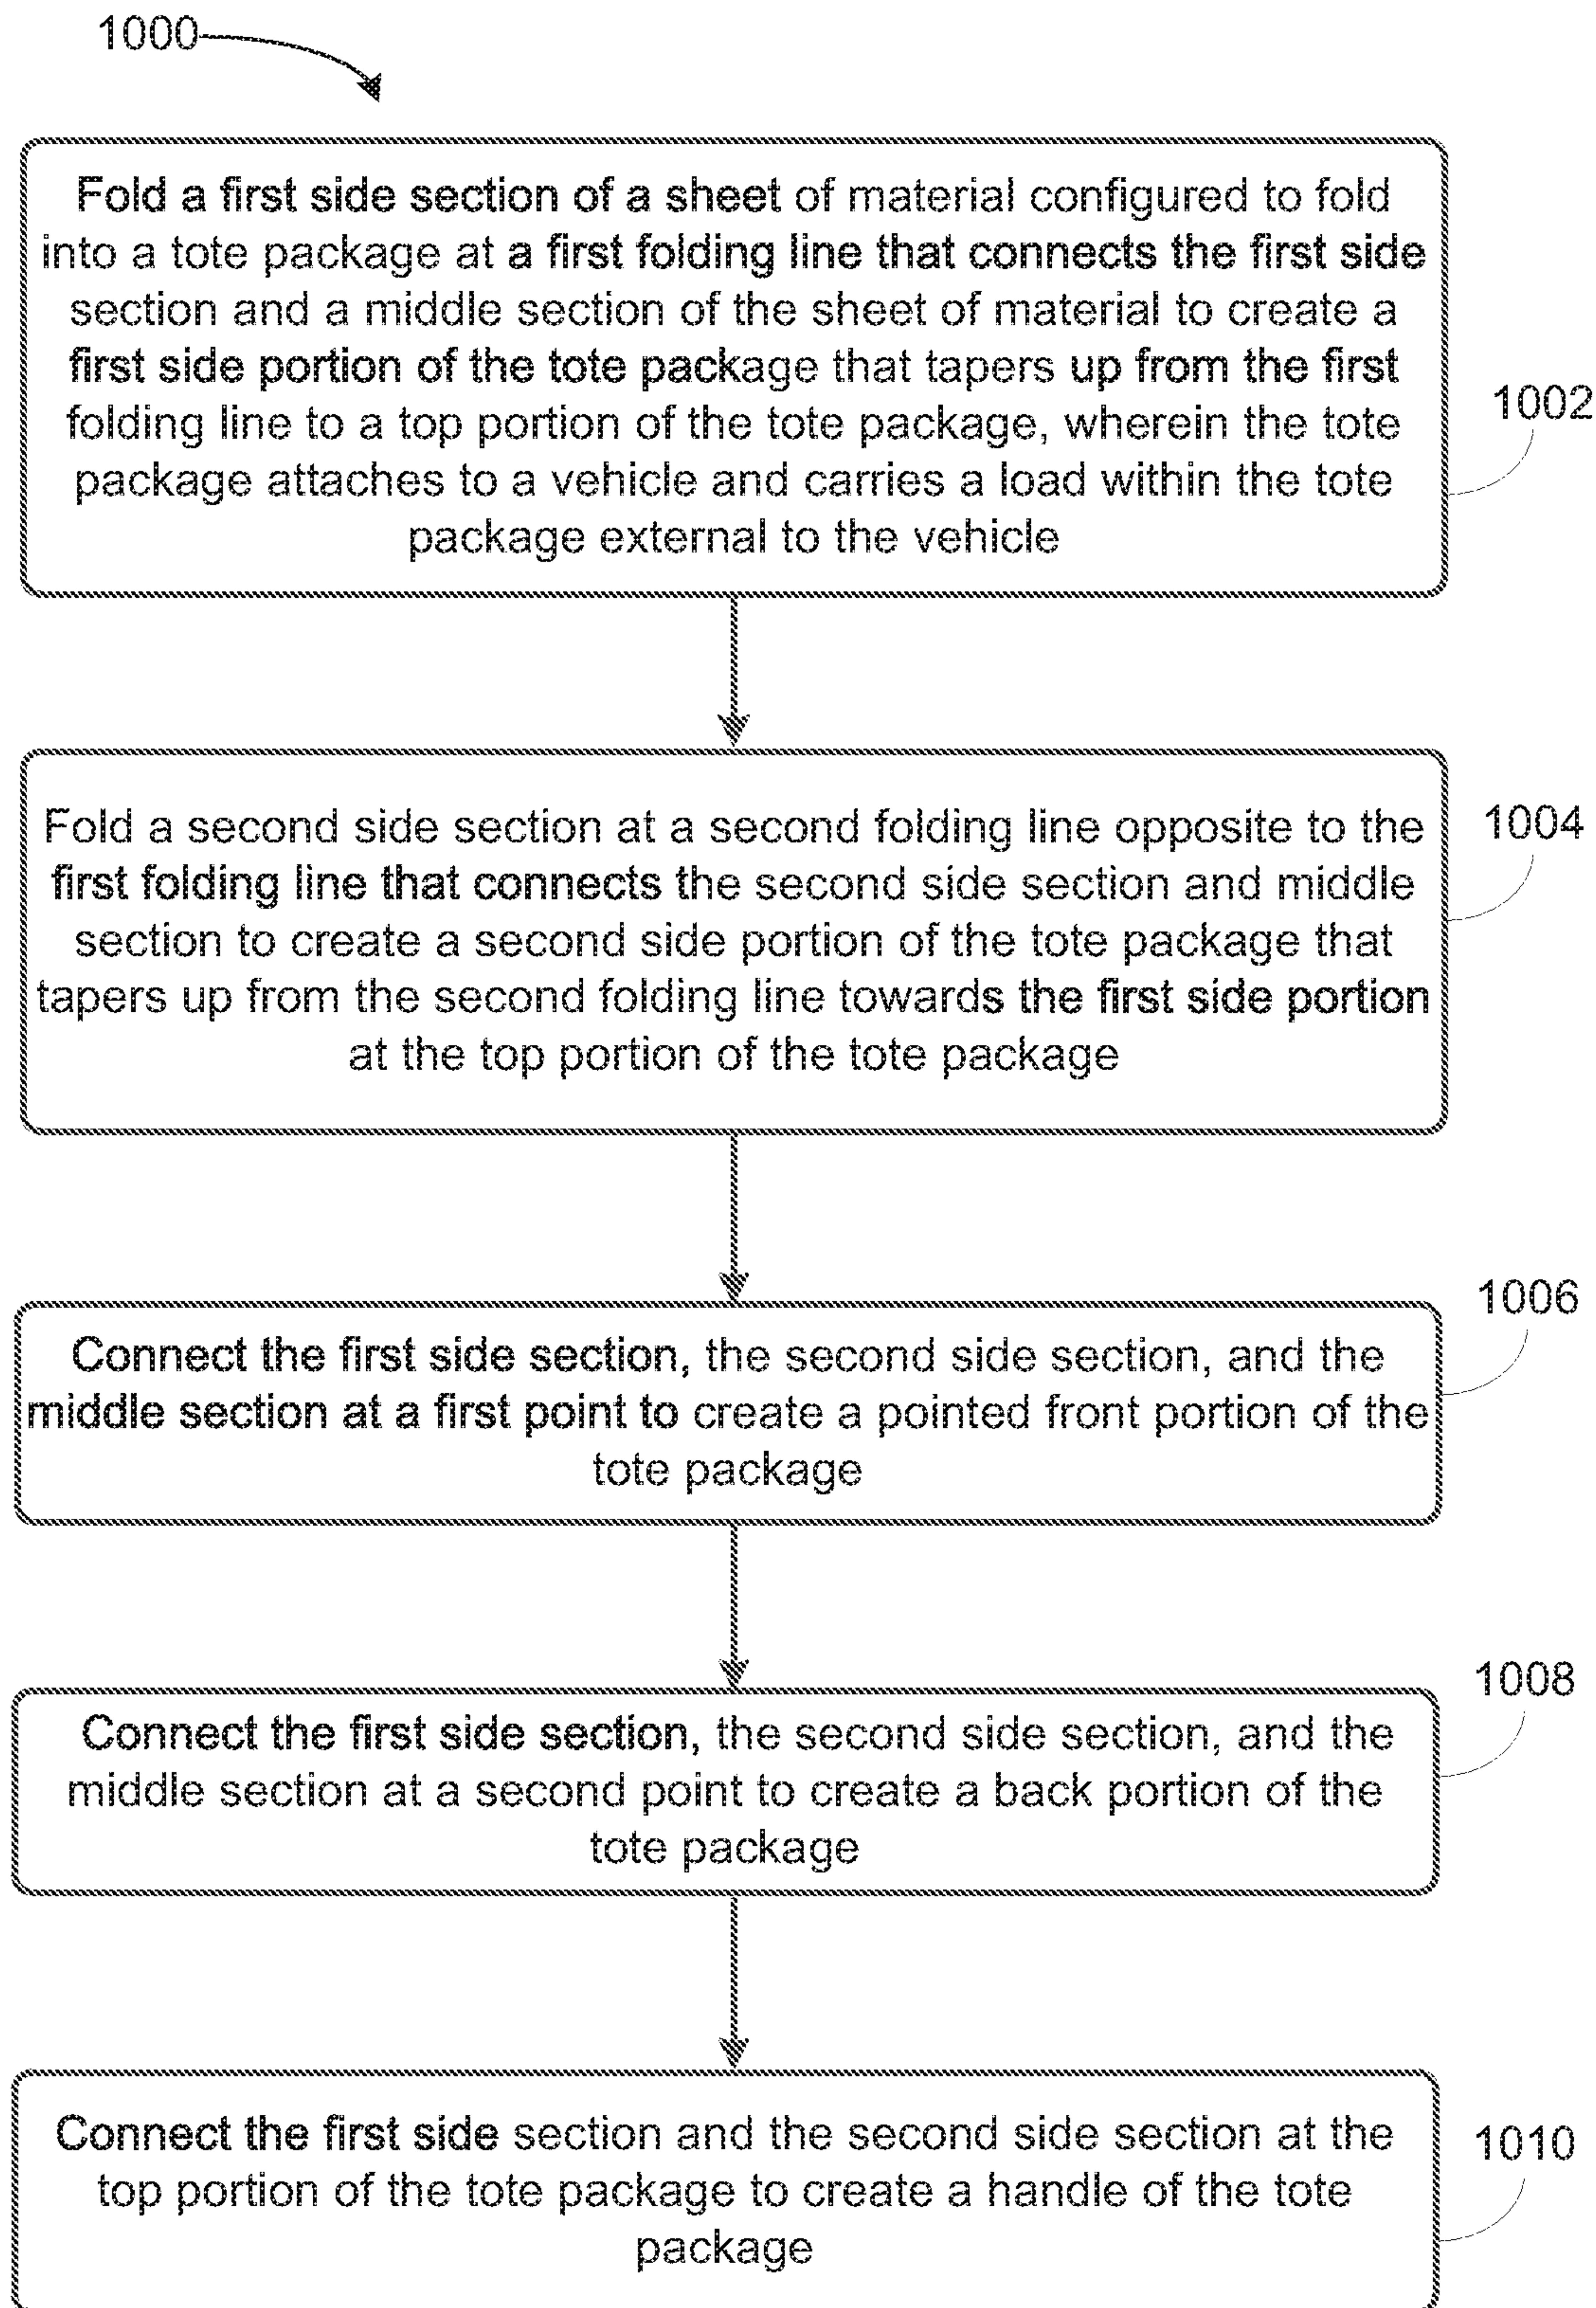 1000
Fold a first side section of a sheet of material configured to fold
into a tote package at a first folding line that connects the first side
section and a middle section of the sheet of material to create a
first side portion of the tote package that tapers up from the first
folding line to a top portion of the tote package, wherein the tote
package attaches to a vehicle and carries a load within the tote
package external to the vehicle
1002
Fold a second side section at a second folding line opposite to the
first folding line that connects the second side section and middle
section to create a second side portion of the tote package that
tapers up from the second folding line towards the first side portion
at the top portion of the tote package
1004
Connect the first side section, the second side section, and the
middle section at a first point to create a pointed front portion of the
tote package
1006
Connect the first side section, the second side section, and the
middle section at a second point to create a back portion of the
tote package
1008
Connect the first side section and the second side section at the
top portion of the tote package to create a handle of the tote
package
1010